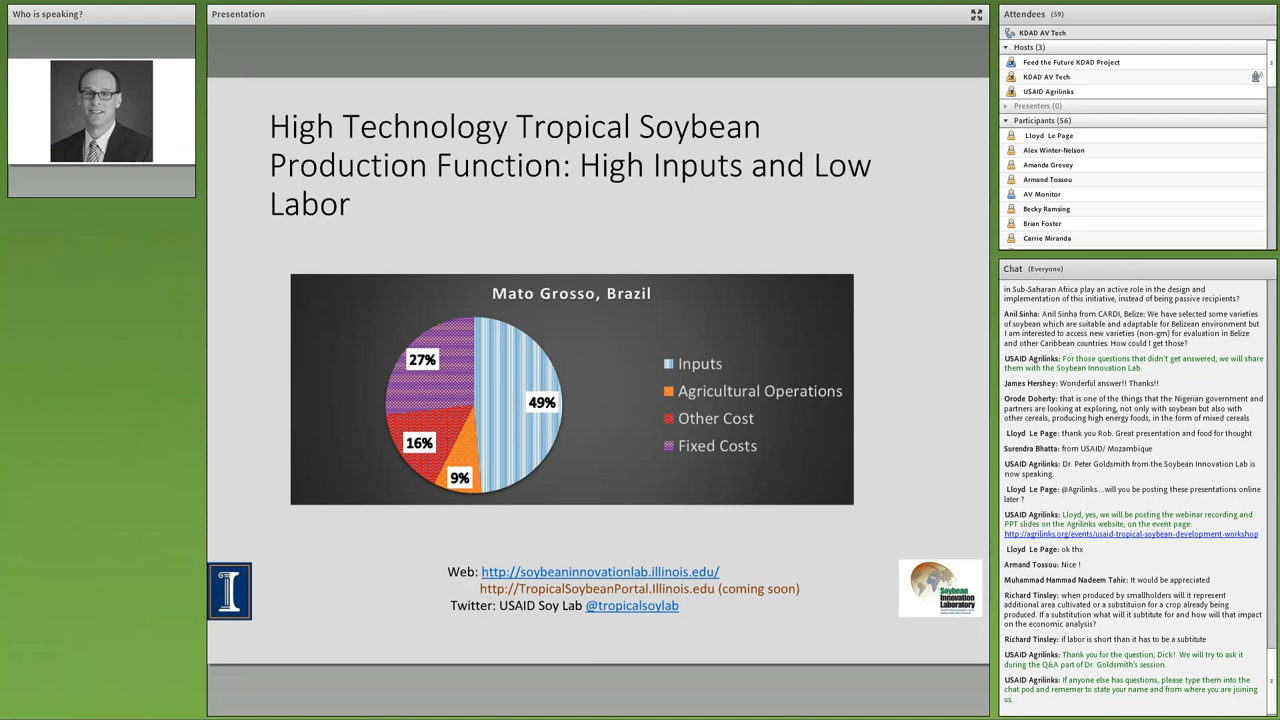 Who is speaking?
Presentation
High Technology Tropical Soybean
Production Function: High Inputs and Low
Labor
Mato Grosso, Brazil
27%
49%
16%
9%
Inputs
Agricultural Operations
Other Cost
Fixed Costs
Web: http://soybeaninnovationlab.illinois.edu/
http://TropicalSoybeanPortal.Illinois.edu (coming soon)
Twitter: USAID Soy Lab @tropicalsoylab
I
Soybean
Innovation
Laboratory
Attendees (59)
KDAD AV Tech
Hosts (3)
Feed the Future KDAD Project
KDAD AV Tech
USAID Agrilinks
Presenters (0)
Participants (56)
Lloyd Le Page
Alex Winter-Nelson
Amanda Grevey
Armand Tossou
AV Monitor
Becky Ramsing
Brian Foster
Carrie Miranda
Chat (Everyone)
in Sub-Saharan Africa play an active role in the design and
implementation of this initiative, instead of being passive recipients?
Anil Sinha: Anil Sinha from CARDI, Belize: We have selected some varieties
of soybean which are suitable and adaptable for Belizean environment but
I am interested to access new varieties (non-gm) for evaluation in Belize
and other Caribbean countries. How could I get those?
USAID Agrilinks: For those questions that didn't get answered, we will share
them with the Soybean Innovation Lab.
James Hershey: Wonderful answer!! Thanks!!
Orode Doherty: that is one of the things that the Nigerian government and
partners are looking at exploring, not only with soybean but also with
other cereals, producing high energy foods, in the form of mixed cereals
Lloyd Le Page: thank you Rob. Great presentation and food for thought
Surendra Bhatta: from USAID/ Mozambique
USAID Agrilinks: Dr. Peter Goldsmith from the Soybean Innovation Lab is
now speaking.
Lloyd Le Page: @Agrilinks....will you be posting these presentations online
later ?
USAID Agrilinks: Lloyd, yes, we will be posting the webinar recording and
PPT slides on the Agrilinks website, on the event page:
http://agrilinks.org/events/usaid-tropical-soybean-development-workshop
Lloyd Le Page: ok thx
Armand Tossou: Nice !
Muhammad Hammad Nadeem Tahir: It would be appreciated
Richard Tinsley: when produced by smallholders will it represent
additional area cultivated or a substituion for a crop already being
produced. If a substitution what will it subtitute for and how will that impact
on the economic analysis?
Richard Tinsley: if labor is short than it has to be a subtitute
USAID Agrilinks: Thank you for the question, Dick! We will try to ask it
during the Q&A part of Dr. Goldsmith's session.
USAID Agrilinks: If anyone else has questions, please type them into the
chat pod and rememer to state your name and from where you are joining
us.